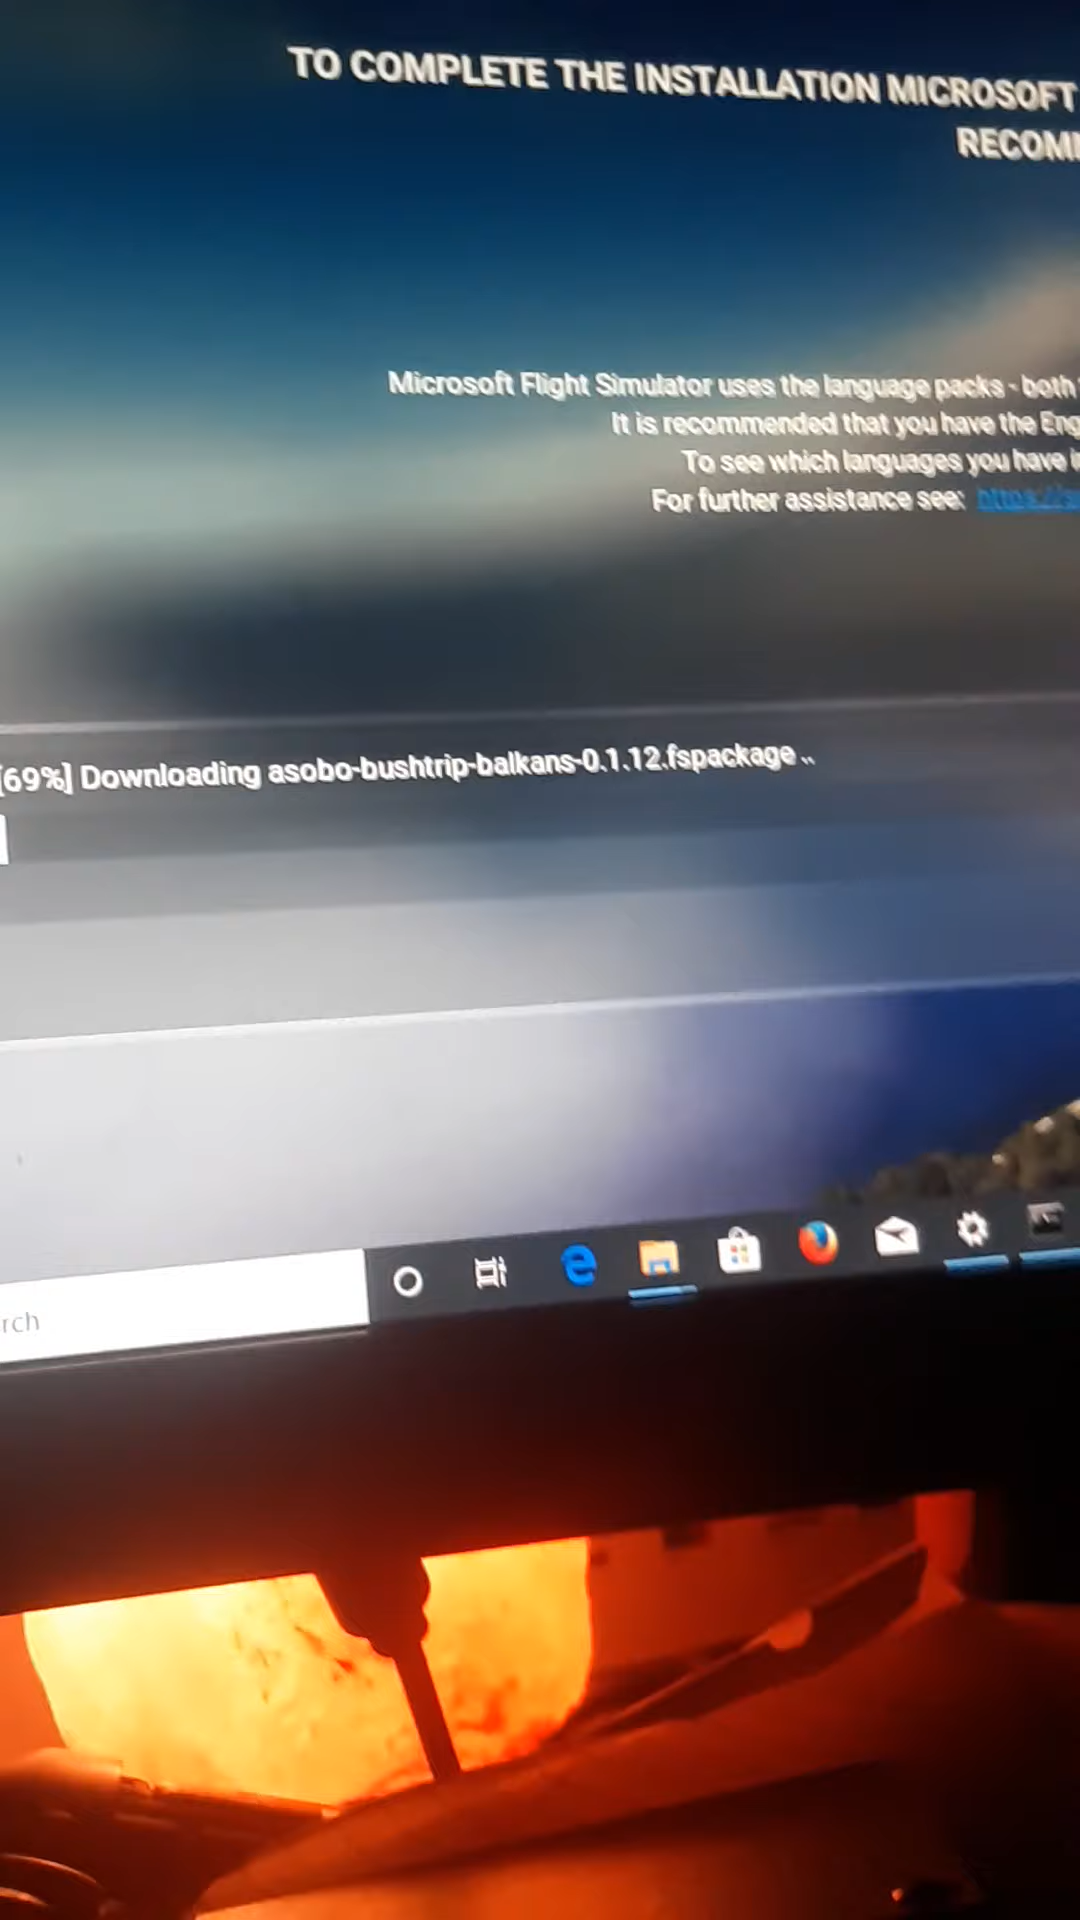 TO COMPLETE THE INSTALLATION MICROSOFT
Microsoft Flight Simulator uses the language packs - both
It is recommended that you have the
To see which languages you have
For further assistance see:
[69%] Downloading asobo-bushtrip-balkans-0.1.12.fspackage ..
rch